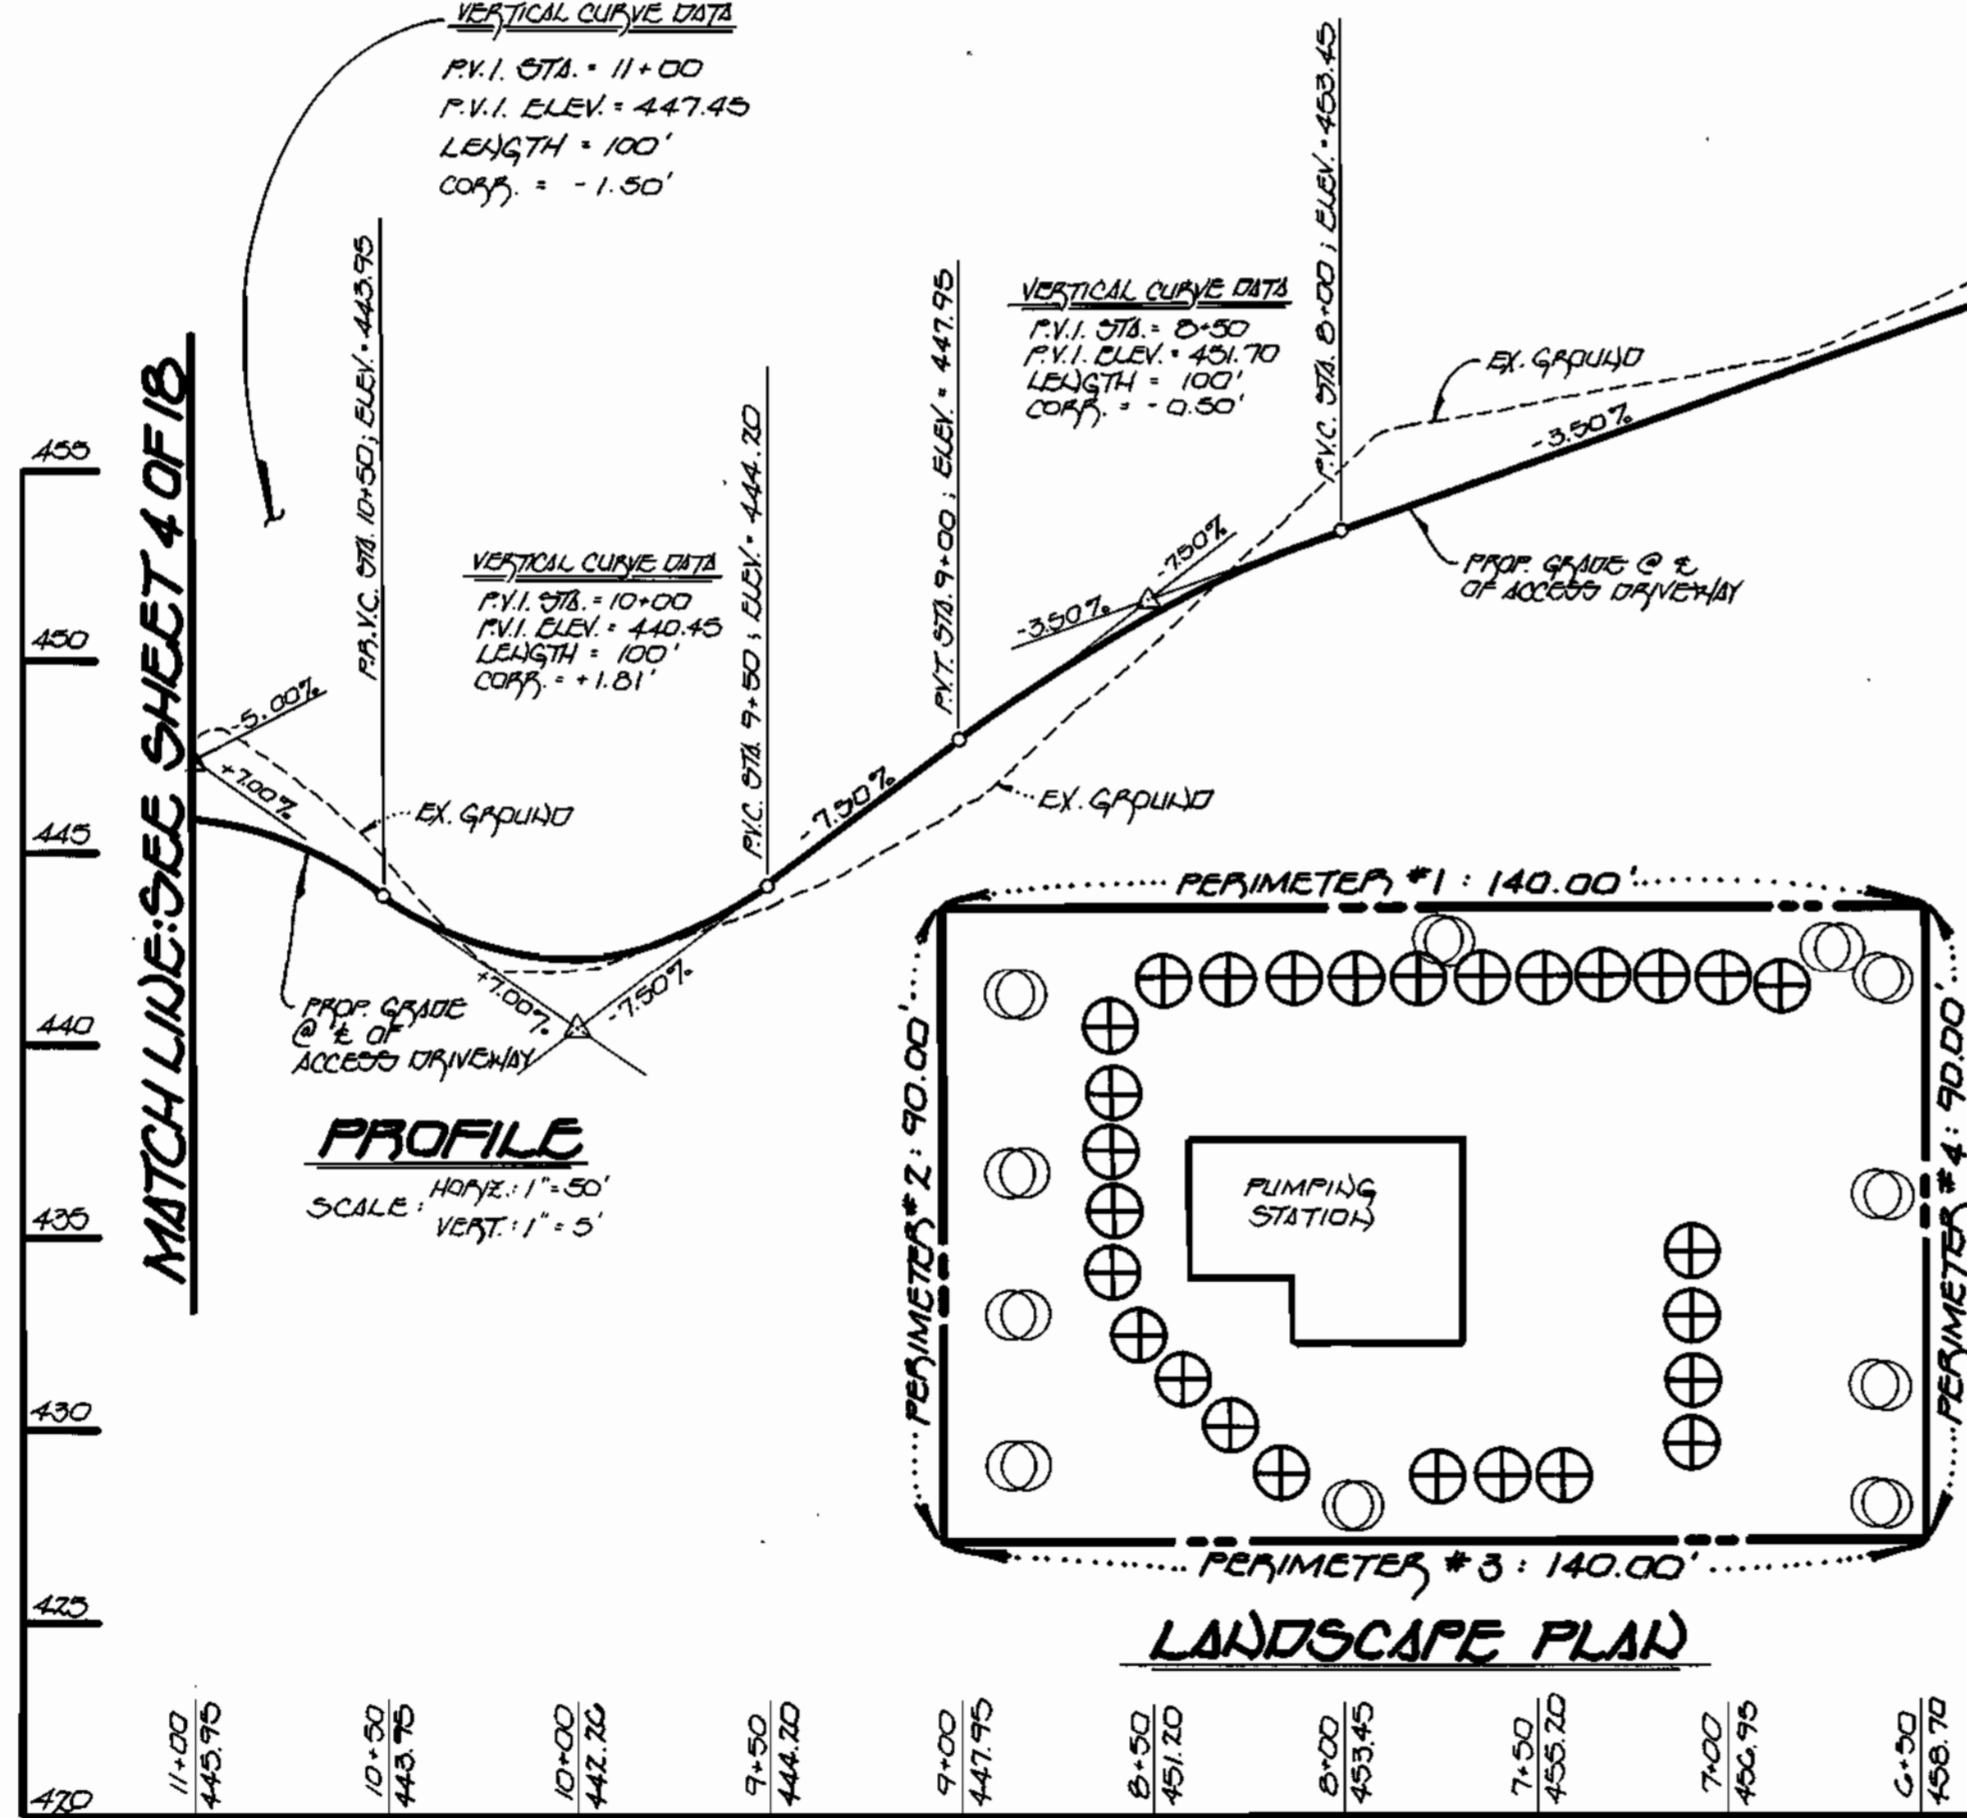 VERTICAL CURVE DATA
P.V.I. STA. = 11+00
P.V.I. ELEV. = 447.45
LENGTH = 100'
CORR. = -1.50'
P.R.V.C. STA. 10+50; ELEV. = 443.95
P.V.C. STA. 9+50; ELEV. = 444.20
P.V.T. STA. 9+00; ELEV. = 447.95
VERTICAL CURVE DATA
P.V.I. STA. = 8+50
P.V.I. ELEV. = 451.70
LENGTH = 100'
CORR. = -0.50'
P.V.C. STA. 8+00; ELEV. = 453.45
EX. GROUND
-3.50%
PROP. GRADE @ ℄
OF ACCESS DRIVEWAY
-7.50%
-3.50%
VERTICAL CURVE DATA
P.V.I. STA. = 10+00
P.V.I. ELEV. = 440.45
LENGTH = 100'
CORR. = +1.81'
MATCH LINE: SEE SHEET 4 OF 18
-5.00%
+7.00%
EX. GROUND
-7.50%
EX. GROUND
+7.00%
-7.50%
PROP. GRADE
@ ℄ OF
ACCESS DRIVEWAY
PROFILE
SCALE:
HORIZ.: 1" = 50'
VERT.: 1" = 5'
455
450
445
440
435
430
425
420
PERIMETER #1: 140.00'
PERIMETER #2: 90.00'
PERIMETER #4: 90.00'
PUMPING
STATION
PERIMETER #3: 140.00'
LANDSCAPE PLAN
11+00
445.95
10+50
443.95
10+00
442.26
9+50
444.20
9+00
447.95
8+50
451.20
8+00
453.45
7+50
455.20
7+00
456.95
6+50
458.70